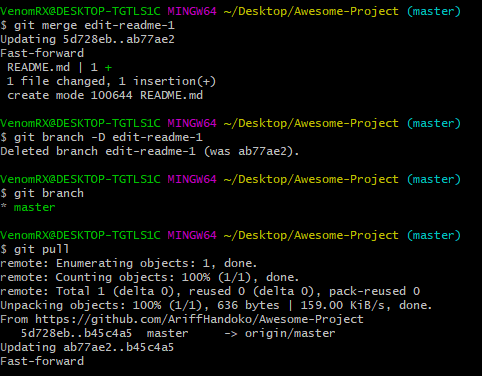 VenomRX@DESKTOP-TGTLS1C MINGW64 ~/Desktop/Awesome-Project (master)
$ git merge edit-readme-1
Updating 5d728eb..ab77ae2
Fast-forward
 README.md | 1 +
 1 file changed, 1 insertion(+)
 create mode 100644 README.md

VenomRX@DESKTOP-TGTLS1C MINGW64 ~/Desktop/Awesome-Project (master)
$ git branch -D edit-readme-1
Deleted branch edit-readme-1 (was ab77ae2).

VenomRX@DESKTOP-TGTLS1C MINGW64 ~/Desktop/Awesome-Project (master)
$ git branch
* master

VenomRX@DESKTOP-TGTLS1C MINGW64 ~/Desktop/Awesome-Project (master)
$ git pull
remote: Enumerating objects: 1, done.
remote: Counting objects: 100% (1/1), done.
remote: Total 1 (delta 0), reused 0 (delta 0), pack-reused 0
Unpacking objects: 100% (1/1), 636 bytes | 159.00 KiB/s, done.
From https://github.com/AriffHandoko/Awesome-Project
   5d728eb..b45c4a5  master     -> origin/master
Updating ab77ae2..b45c4a5
Fast-forward